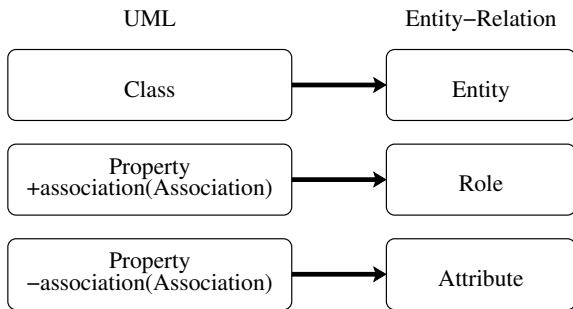 UML
Entity−Relation
Class
Entity
Property
+association(Association)
Role
Property
−association(Association)
Attribute